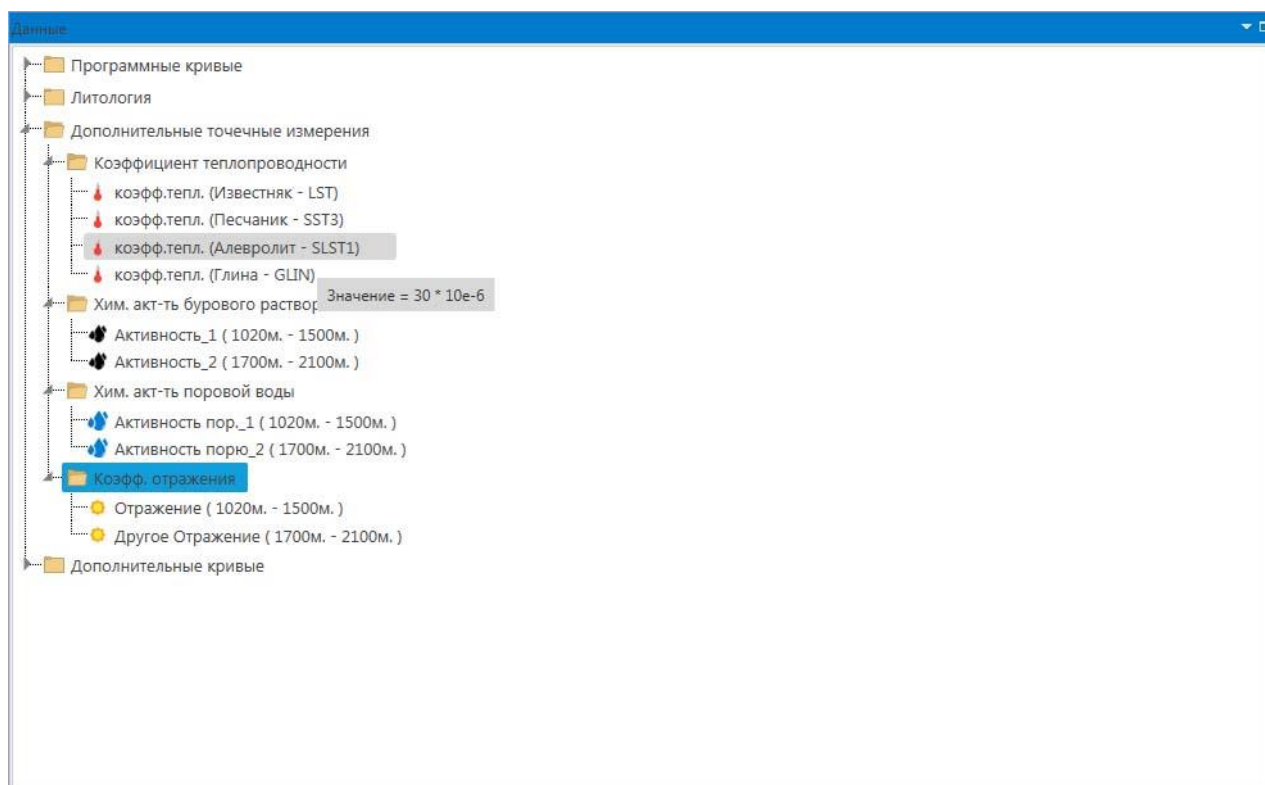 Данные
Программные кривые
Литология
Дополнительные точечные измерения
Коэффициент теплопроводности
коэфф.тепл. (Известняк - LST)
коэфф.тепл. (Песчаник - SST3)
коэфф.тепл. (Алевролит - SLST1)
коэфф.тепл. (Глина - GLIN)
Значение = 30 * 10e-6
Хим. акт-ть бурового раствор
Активность_1 ( 1020м. - 1500м. )
Активность_2 ( 1700м. - 2100м. )
Хим. акт-ть поровой воды
Активность пор._1 ( 1020м. - 1500м. )
Активность порю_2 ( 1700м. - 2100м. )
Коэфф. отражения
Отражение ( 1020м. - 1500м. )
Другое Отражение ( 1700м. - 2100м. )
Дополнительные кривые